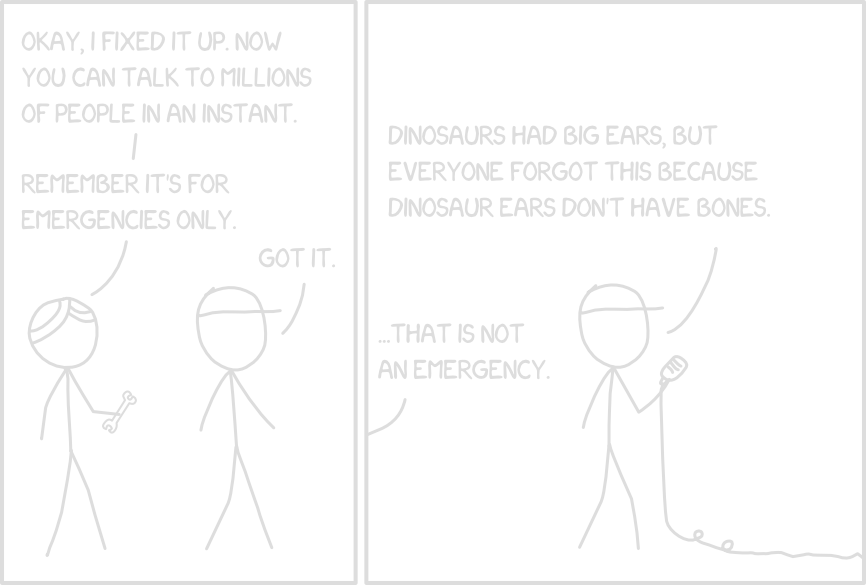 OKAY, I FIXED IT UP. NOW
YOU CAN TALK TO MILLIONS
OF PEOPLE IN AN INSTANT.
REMEMBER IT'S FOR
EMERGENCIES ONLY.
GOT IT.
DINOSAURS HAD BIG EARS, BUT
EVERYONE FORGOT THIS BECAUSE
DINOSAUR EARS DON'T HAVE BONES.
...THAT IS NOT
AN EMERGENCY.